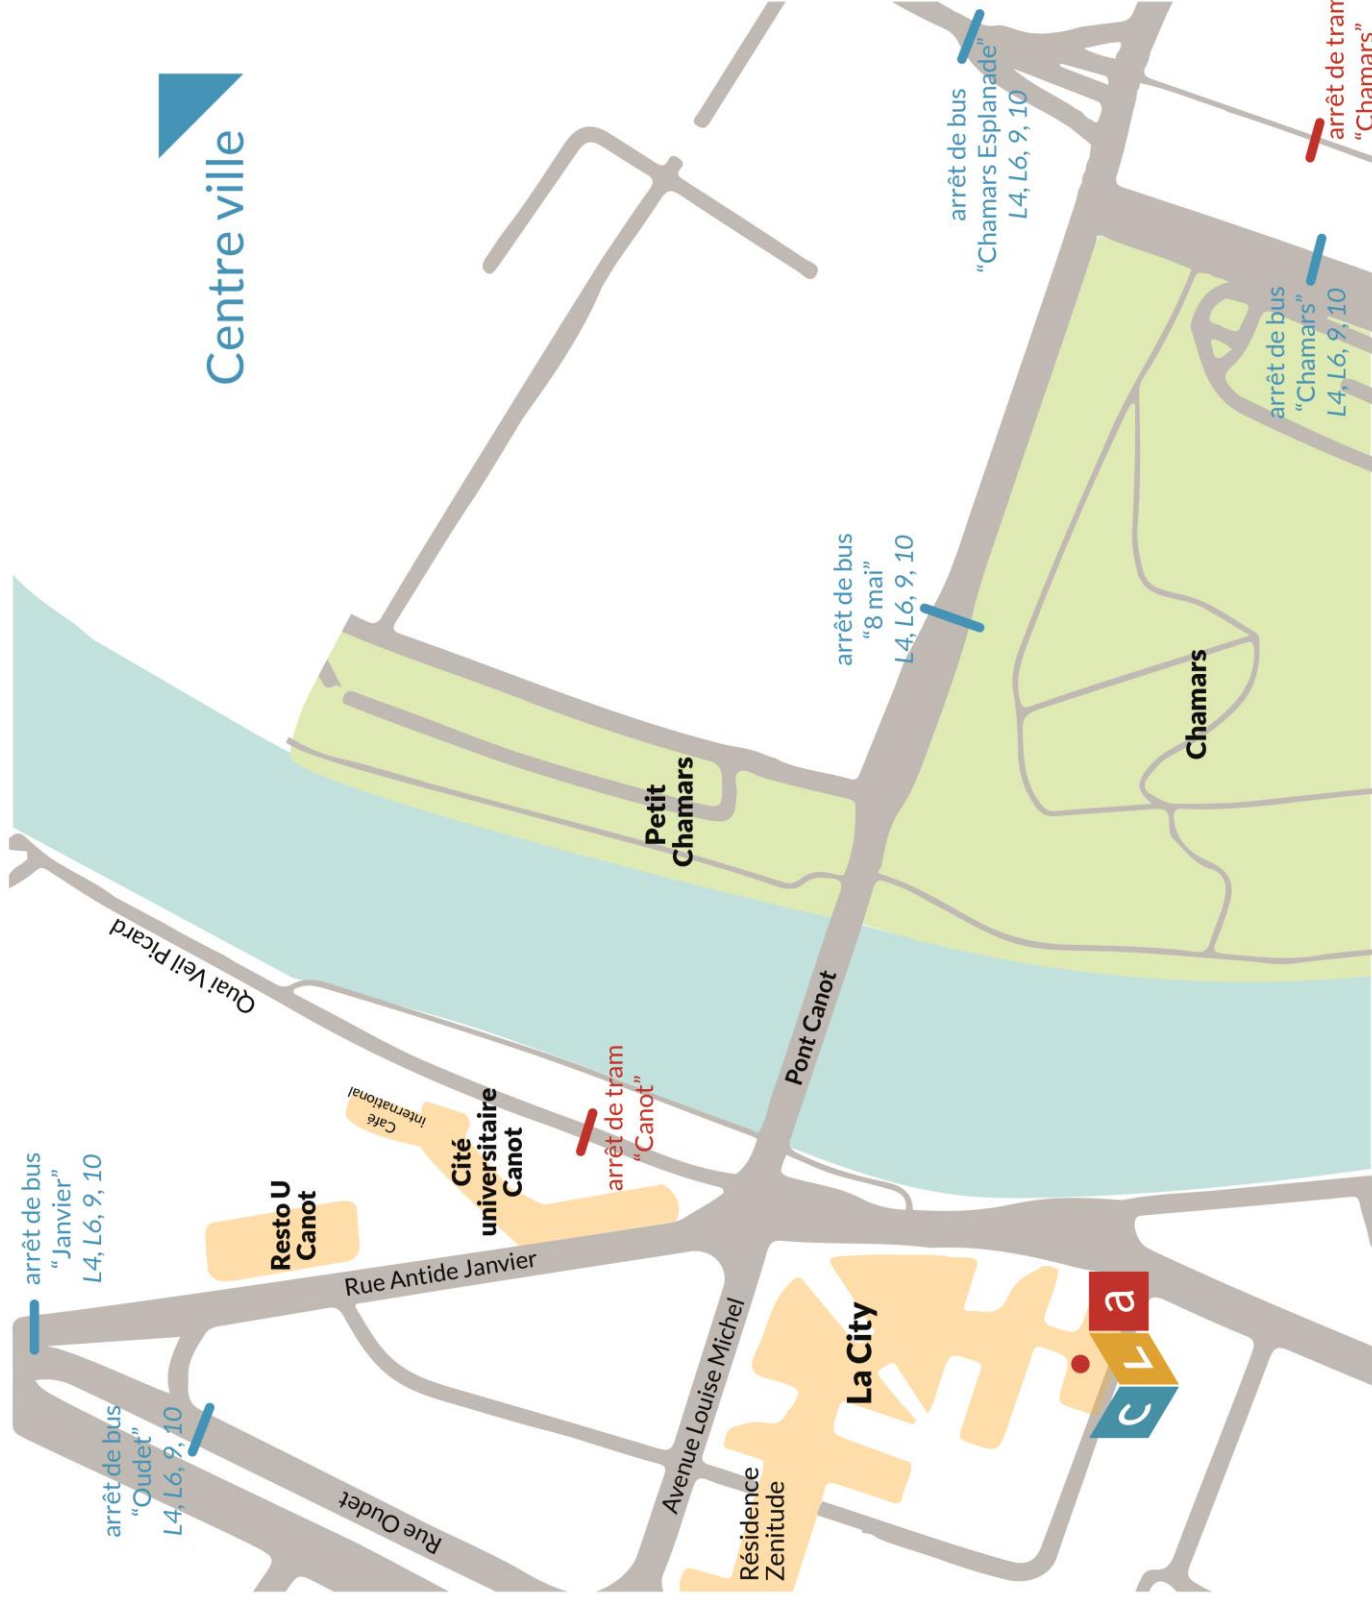 Centre ville
arrêt de bus
“Janvier”
L4, L6, 9, 10
arrêt de bus
“Oudet”
L4, L6, 9, 10
Quai Veil Picard
Resto U
Canot
Café
international
Cité
universitaire
Canot
Rue Antide Janvier
Rue Oudet
arrêt de tram
“Canot”
Petit
Chamars
arrêt de bus
“8 mai”
L4, L6, 9, 10
arrêt de bus
“Chamars Esplanade”
L4, L6, 9, 10
Avenue Louise Michel
Pont Canot
Résidence
Zenitude
La City
c L a
Chamars
arrêt de bus
“Chamars”
L4, L6, 9, 10
arrêt de tram
“Chamars”